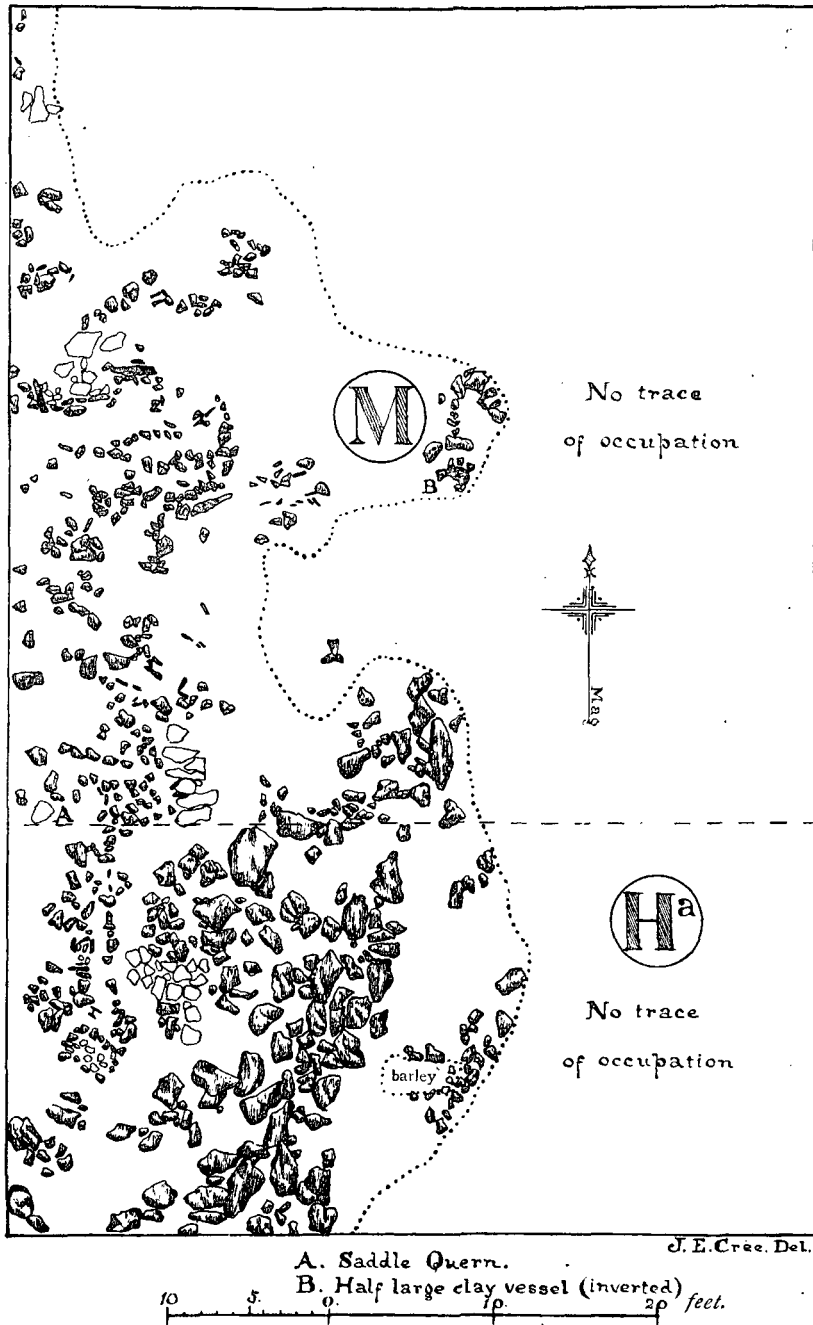 M
No trace
of occupation
B
Mag
A
Ha
No trace
of occupation
barley
J. E. Cree. Del.
A. Saddle Quern.
B. Half large clay vessel (inverted)
10 5. 0. 10. 20 feet.